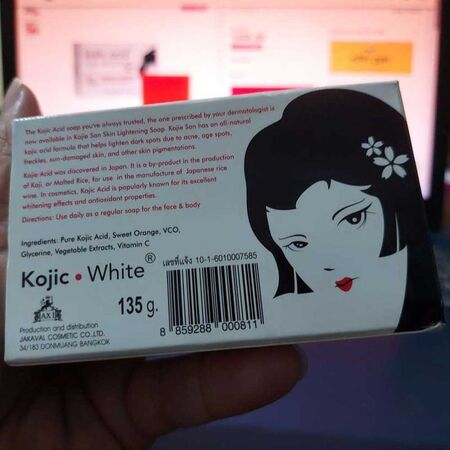 The Kojic Acid soap you've always trusted, the one prescribed by your dermatologist is
now available in Kojie San Skin Lightening Soap. Kojie San has an all-natural
kojic acid formula that helps lighten dark spots due to acne, age spots,
freckles, sun-damaged skin, and other skin pigmentations.
Kojic Acid was discovered in Japan. It is a by-product in the production
of Koji, or Malted Rice, for use in the manufacture of Japanese rice
wine. In cosmetics, Kojic Acid is popularly known for its excellent
whitening effects and antioxidant properties.
Directions: Use daily as a regular soap for the face & body
Ingredients: Pure Kojic Acid, Sweet Orange, VCO,
Glycerine, Vegetable Extracts, Vitamin C
Kojic • White®
เลขที่แจ้ง 10-1-6010007585
135 g.
8 859288 000811
AXI
Production and distribution
JAKAVAL COSMETIC CO.,LTD.
34/185 DONMUANG BANGKOK